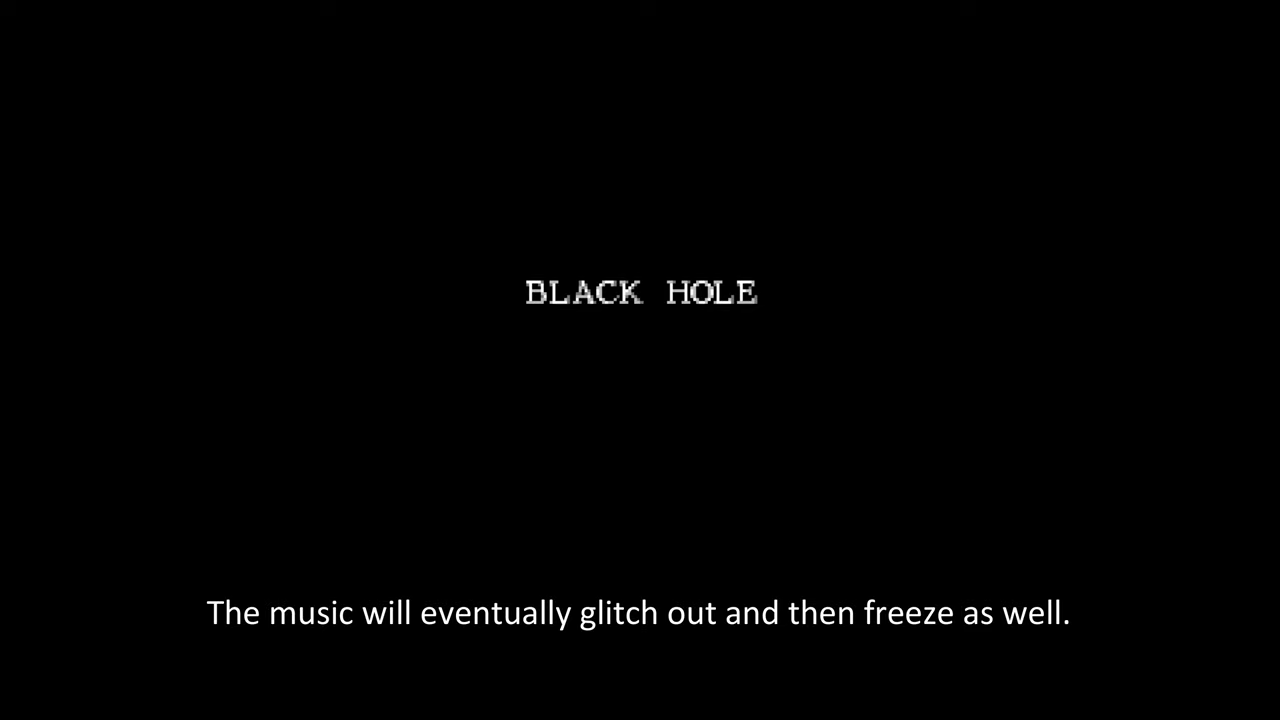 BLACK HOLE
The music will eventually glitch out and then freeze as well.